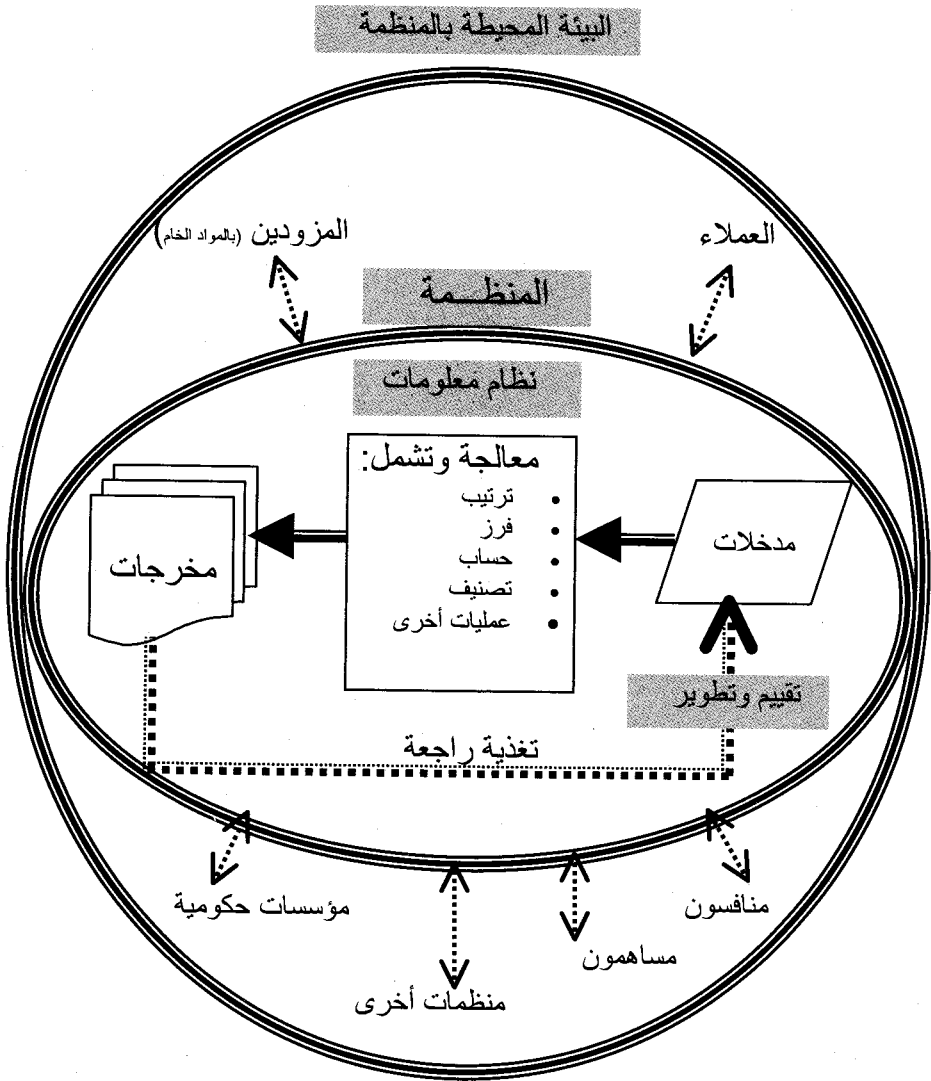 البيئة المحيطة بالمنظمة
العملاء
المزودين (بالمواد الخام)
المنظـــمة
نظام معلومات
معالجة وتشمل:
• ترتيب
• فرز
• حساب
• تصنيف
• عمليات أخرى
مدخلات
مخرجات
تقييم وتطوير
تغذية راجعة
منافسون
مساهمون
منظمات أخرى
مؤسسات حكومية